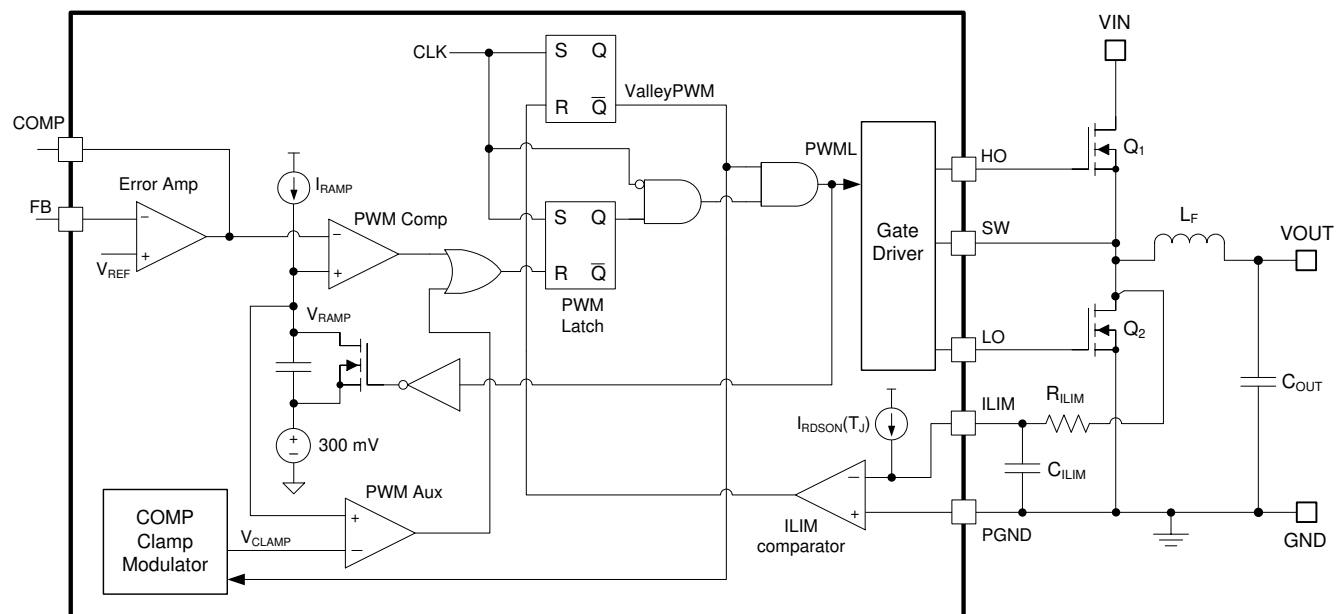 VIN
CLK
S Q
R Q̅
ValleyPWM
COMP
PWML
HO
Q₁
Error Amp
I_RAMP
FB
PWM Comp
S Q
R Q̅
SW
L_F
VOUT
Gate
Driver
V_REF
−
+
−
+
PWM
Latch
V_RAMP
LO
Q₂
C_OUT
I_RDSON(T_J)
ILIM
R_ILIM
+
−
300 mV
C_ILIM
PWM Aux
−
+
COMP
Clamp
Modulator
V_CLAMP
+
−
ILIM
comparator
PGND
GND